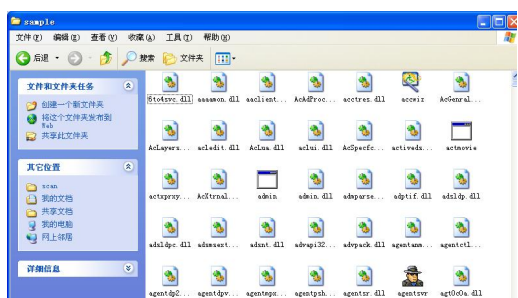 sample
文件(F) 编辑(E) 查看(V) 收藏(A) 工具(T) 帮助(H)
后退 搜索 文件夹
文件和文件夹任务
创建一个新文件夹
将这个文件夹发布到
Web
共享此文件夹
其它位置
scan
我的文档
共享文档
我的电脑
网上邻居
详细信息
6to4svc.dll aaaamon.dll aaclient... AcAdProc... acctres.dll accwiz AcGenral...
AcLayers... acledit.dll AcLua.dll aclui.dll AcSpecfc... activeds... actmovie
actxprxy... AcXtrnal... admin admin.dll admparse... adptif.dll adsldp.dll
adsldpc.dll adsmsext... adsnt.dll advapi32... advpack.dll agentanm... agentctl...
agentdp2... agentdpv... agentmpx... agentpsh... agentsr.dll agentsvr agt0c0a.dll